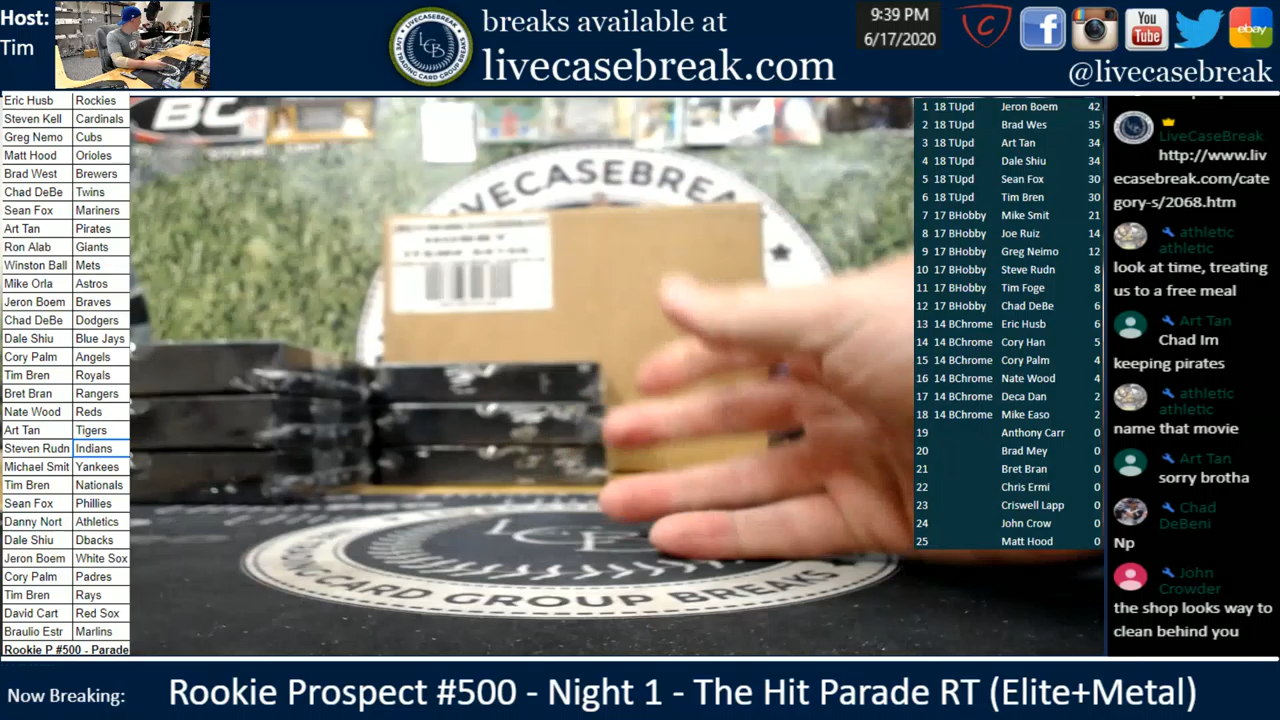 Host:
Tim
breaks available at
livecasebreak.com
9:39 PM
6/17/2020
You
Tube
ebay
@livecasebreak
Eric Husb Rockies
Steven Kell Cardinals
Greg Nemo Cubs
Matt Hood Orioles
Brad West Brewers
Chad DeBe Twins
Sean Fox Mariners
Art Tan Pirates
Ron Alab Giants
Winston Ball Mets
Mike Orla Astros
Jeron Boem Braves
Chad DeBe Dodgers
Dale Shiu Blue Jays
Cory Palm Angels
Tim Bren Royals
Bret Bran Rangers
Nate Wood Reds
Art Tan Tigers
Steven Rudn Indians
Michael Smit Yankees
Tim Bren Nationals
Sean Fox Phillies
Danny Nort Athletics
Dale Shiu Dbacks
Jeron Boem White Sox
Cory Palm Padres
Tim Bren Rays
David Cart Red Sox
Braulio Estr Marlins
Rookie P #500 - Parade
BC
LIVECASEBREAK
CARD GROUP BREAKS
1 18 TUpd Jeron Boem 42
2 18 TUpd Brad Wes 35
3 18 TUpd Art Tan 34
4 18 TUpd Dale Shiu 34
5 18 TUpd Sean Fox 30
6 18 TUpd Tim Bren 30
7 17 BHobby Mike Smit 21
8 17 BHobby Joe Ruiz 14
9 17 BHobby Greg Neimo 12
10 17 BHobby Steve Rudn 8
11 17 BHobby Tim Foge 8
12 17 BHobby Chad DeBe 6
13 14 BChrome Eric Husb 6
14 14 BChrome Cory Han 5
15 14 BChrome Cory Palm 4
16 14 BChrome Nate Wood 4
17 14 BChrome Deca Dan 2
18 14 BChrome Mike Easo 2
19 Anthony Carr 0
20 Brad Mey 0
21 Bret Bran 0
22 Chris Ermi 0
23 Criswell Lapp 0
24 John Crow 0
25 Matt Hood 0
LiveCaseBreak
http://www.liv
ecasebreak.com/cate
gory-s/2068.htm
athletic
athletic
look at time, treating
us to a free meal
Art Tan
Chad Im
keeping pirates
athletic
athletic
name that movie
Art Tan
sorry brotha
Chad
DeBeni
Np
John
Crowder
the shop looks way to
clean behind you
Now Breaking:
Rookie Prospect #500 - Night 1 - The Hit Parade RT (Elite+Metal)